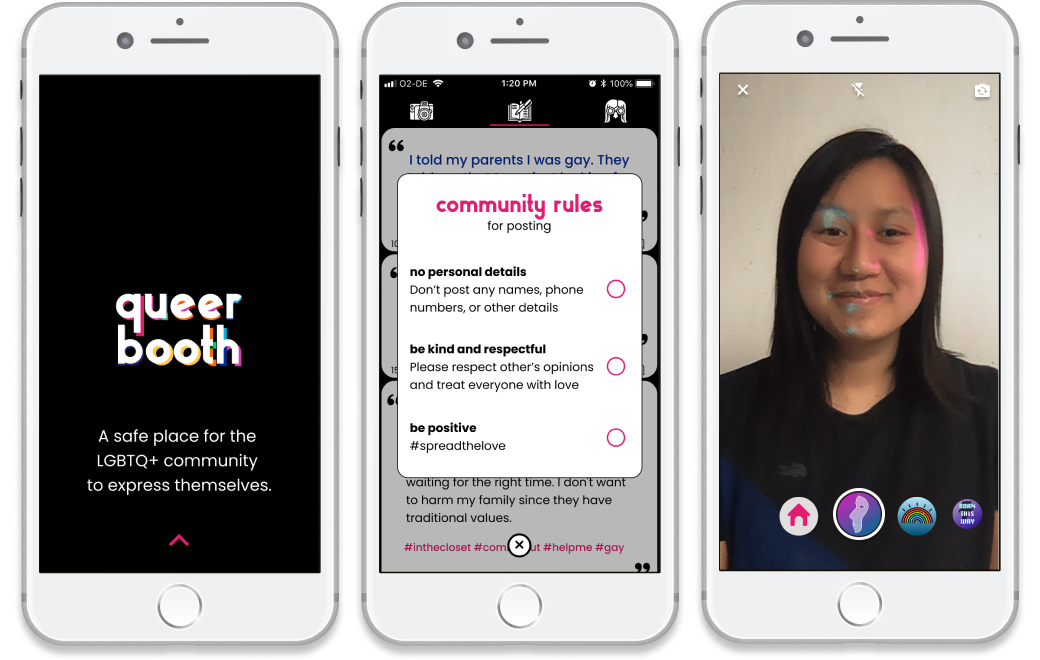 queer
booth
A safe place for the
LGBTQ+ community
to express themselves.
O2-DE
1:20 PM
100%
I told my parents I was gay. They
community rules
for posting
no personal details
Don't post any names, phone
numbers, or other details
be kind and respectful
Please respect other's opinions
and treat everyone with love
be positive
#spreadthelove
waiting for the right time. I don't want
to harm my family since they have
traditional values.
#inthecloset #helpme #gay
BORN
THIS
WAY